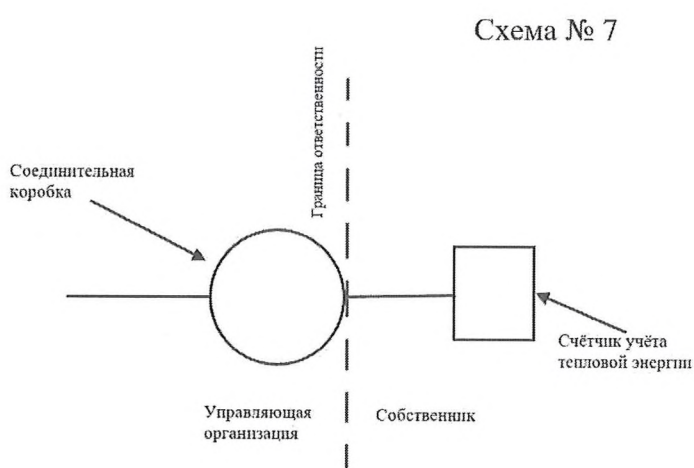 Схема № 7
Граница ответственности
Соединительная
коробка
Счётчик учёта
тепловой энергии
Управляющая
организация
Собственник